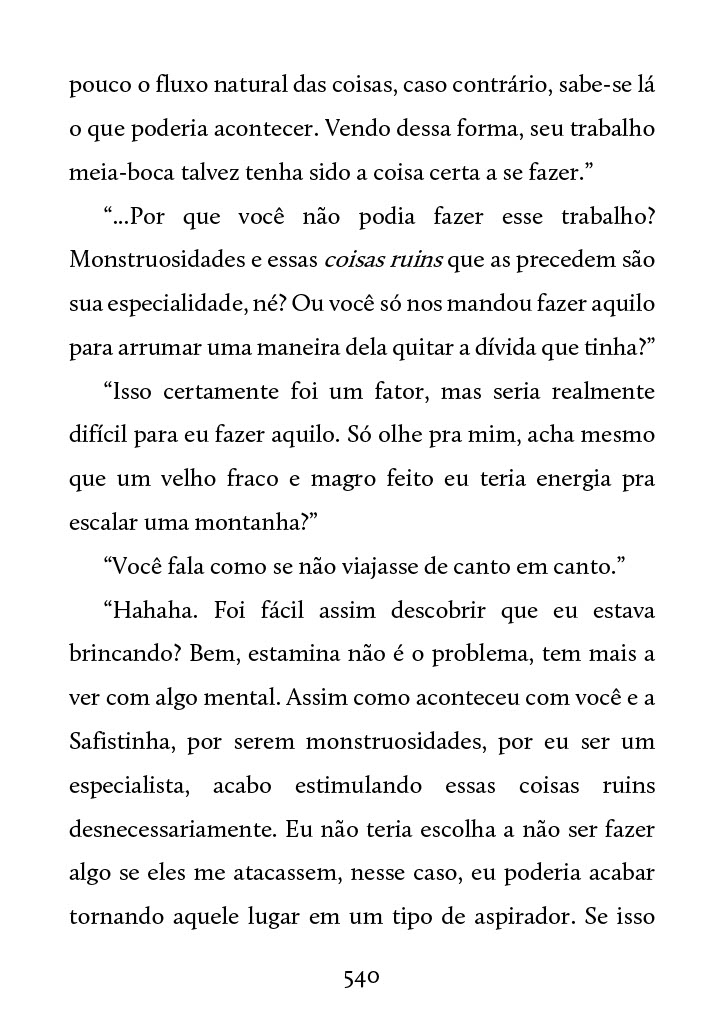 pouco o fluxo natural das coisas, caso contrário, sabe-se lá
o que poderia acontecer. Vendo dessa forma, seu trabalho
meia-boca talvez tenha sido a coisa certa a se fazer.”
“...Por que você não podia fazer esse trabalho?
Monstruosidades e essas coisas ruins que as precedem são
sua especialidade, né? Ou você só nos mandou fazer aquilo
para arrumar uma maneira dela quitar a dívida que tinha?”
“Isso certamente foi um fator, mas seria realmente
difícil para eu fazer aquilo. Só olhe pra mim, acha mesmo
que um velho fraco e magro feito eu teria energia pra
escalar uma montanha?”
“Você fala como se não viajasse de canto em canto.”
“Hahaha. Foi fácil assim descobrir que eu estava
brincando? Bem, estamina não é o problema, tem mais a
ver com algo mental. Assim como aconteceu com você e a
Safistinha, por serem monstruosidades, por eu ser um
especialista, acabo estimulando essas coisas ruins
desnecessariamente. Eu não teria escolha a não ser fazer
algo se eles me atacassem, nesse caso, eu poderia acabar
tornando aquele lugar em um tipo de aspirador. Se isso
540